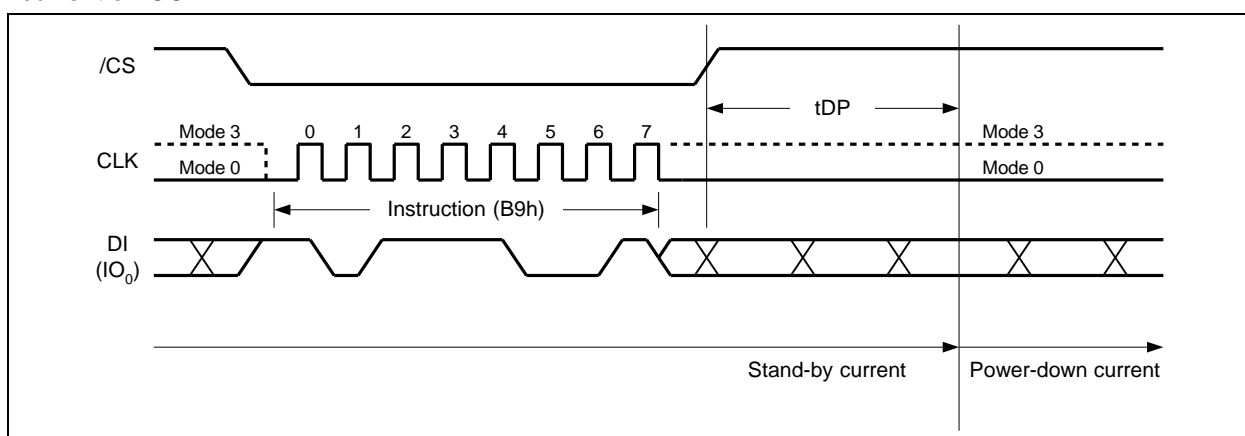 /CS
tDP
Mode 3
0 1 2 3 4 5 6 7
Mode 3
CLK
Mode 0
Mode 0
Instruction (B9h)
DI
(IO0)
Stand-by current
Power-down current